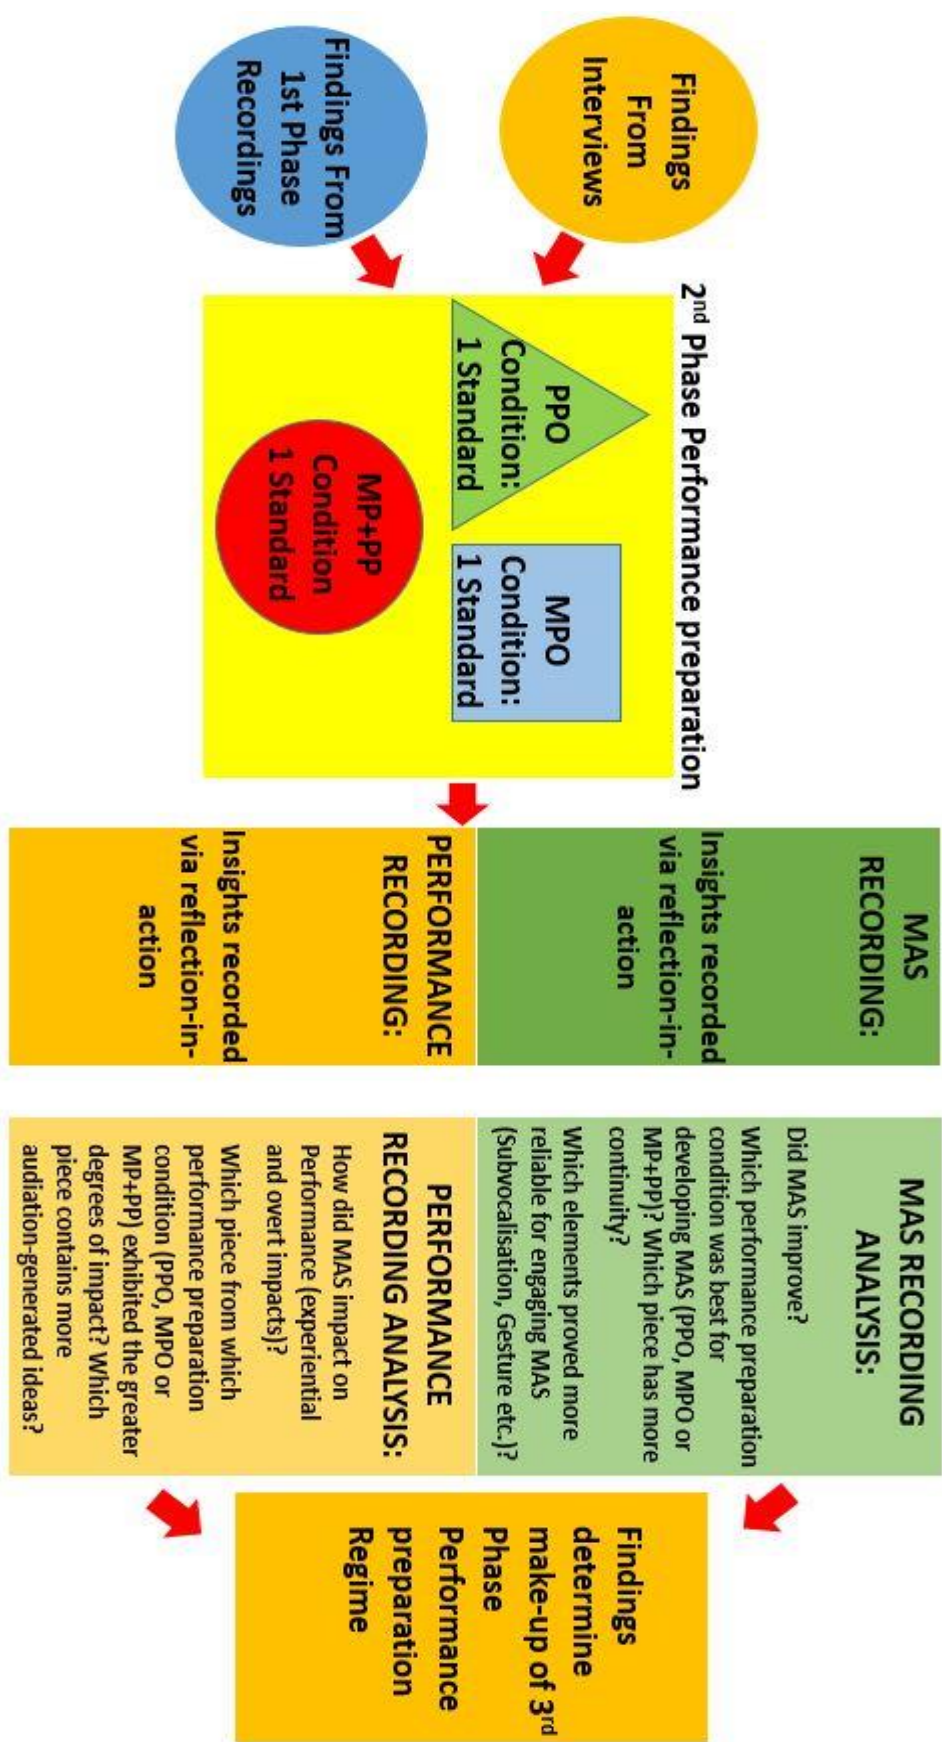 Findings
From
Interviews
Findings From
1st Phase
Recordings
2nd Phase Performance preparation
PPO
Condition:
1 Standard
MPO
Condition:
1 Standard
MP+PP
Condition
1 Standard
MAS
RECORDING:
Insights recorded
via reflection-in-
action
PERFORMANCE
RECORDING:
Insights recorded
via reflection-in-
action
MAS RECORDING
ANALYSIS:
Did MAS improve?
Which performance preparation
condition was best for
developing MAS (PPO, MPO or
MP+PP)? Which piece has more
continuity?
Which elements proved more
reliable for engaging MAS
(Subvocalisation, Gesture etc.)?
PERFORMANCE
RECORDING ANALYSIS:
How did MAS impact on
Performance (experiential
and overt impacts)?
Which piece from which
performance preparation
condition (PPO, MPO or
MP+PP) exhibited the greater
degrees of impact? Which
piece contains more
audiation-generated ideas?
Findings
determine
make-up of 3rd
Phase
Performance
preparation
Regime